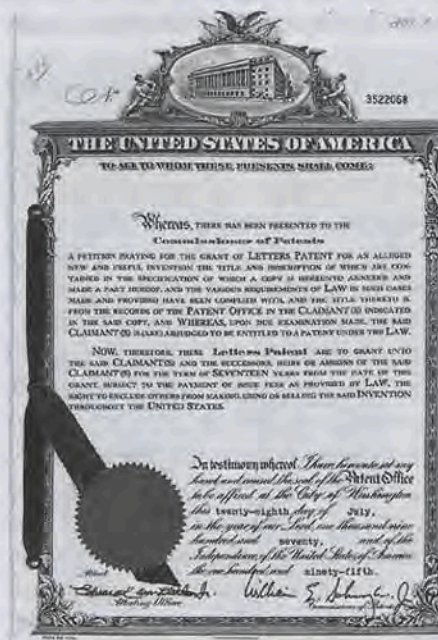 No
3522068
THE UNITED STATES OF AMERICA
TO ALL TO WHOM THESE PRESENTS SHALL COME:
Whereas, THERE HAS BEEN PRESENTED TO THE
Commissioner of Patents
A PETITION PRAYING FOR THE GRANT OF LETTERS PATENT FOR AN ALLEGED
NEW AND USEFUL INVENTION THE TITLE AND DESCRIPTION OF WHICH ARE CON-
TAINED IN THE SPECIFICATION OF WHICH A COPY IS HEREUNTO ANNEXED AND
MADE A PART HEREOF, AND THE VARIOUS REQUIREMENTS OF LAW IN SUCH CASES
MADE AND PROVIDED HAVE BEEN COMPLIED WITH, AND THE TITLE THERETO IS,
FROM THE RECORDS OF THE PATENT OFFICE IN THE CLAIMANT(S) INDICATED
IN THE SAID COPY, AND WHEREAS, UPON DUE EXAMINATION MADE, THE SAID
CLAIMANT(S) IS (ARE) ADJUDGED TO BE ENTITLED TO A PATENT UNDER THE LAW.
NOW, THEREFORE, THESE Letters Patent ARE TO GRANT UNTO
THE SAID CLAIMANT(S) AND THE SUCCESSORS, HEIRS OR ASSIGNS OF THE SAID
CLAIMANT(S) FOR THE TERM OF SEVENTEEN YEARS FROM THE DATE OF THIS
GRANT, SUBJECT TO THE PAYMENT OF ISSUE FEES AS PROVIDED BY LAW, THE
RIGHT TO EXCLUDE OTHERS FROM MAKING, USING OR SELLING THE SAID INVENTION
THROUGHOUT THE UNITED STATES.
In testimony whereof I have hereunto set my
hand and caused the seal of the Patent Office
to be affixed at the City of Washington
this twenty-eighth day of July,
in the year of our Lord one thousand nine
hundred and seventy, and of the
Independence of the United States of America
the one hundred and ninety-fifth.
Attest
William E.
Attesting Officer
Commissioner of Patents